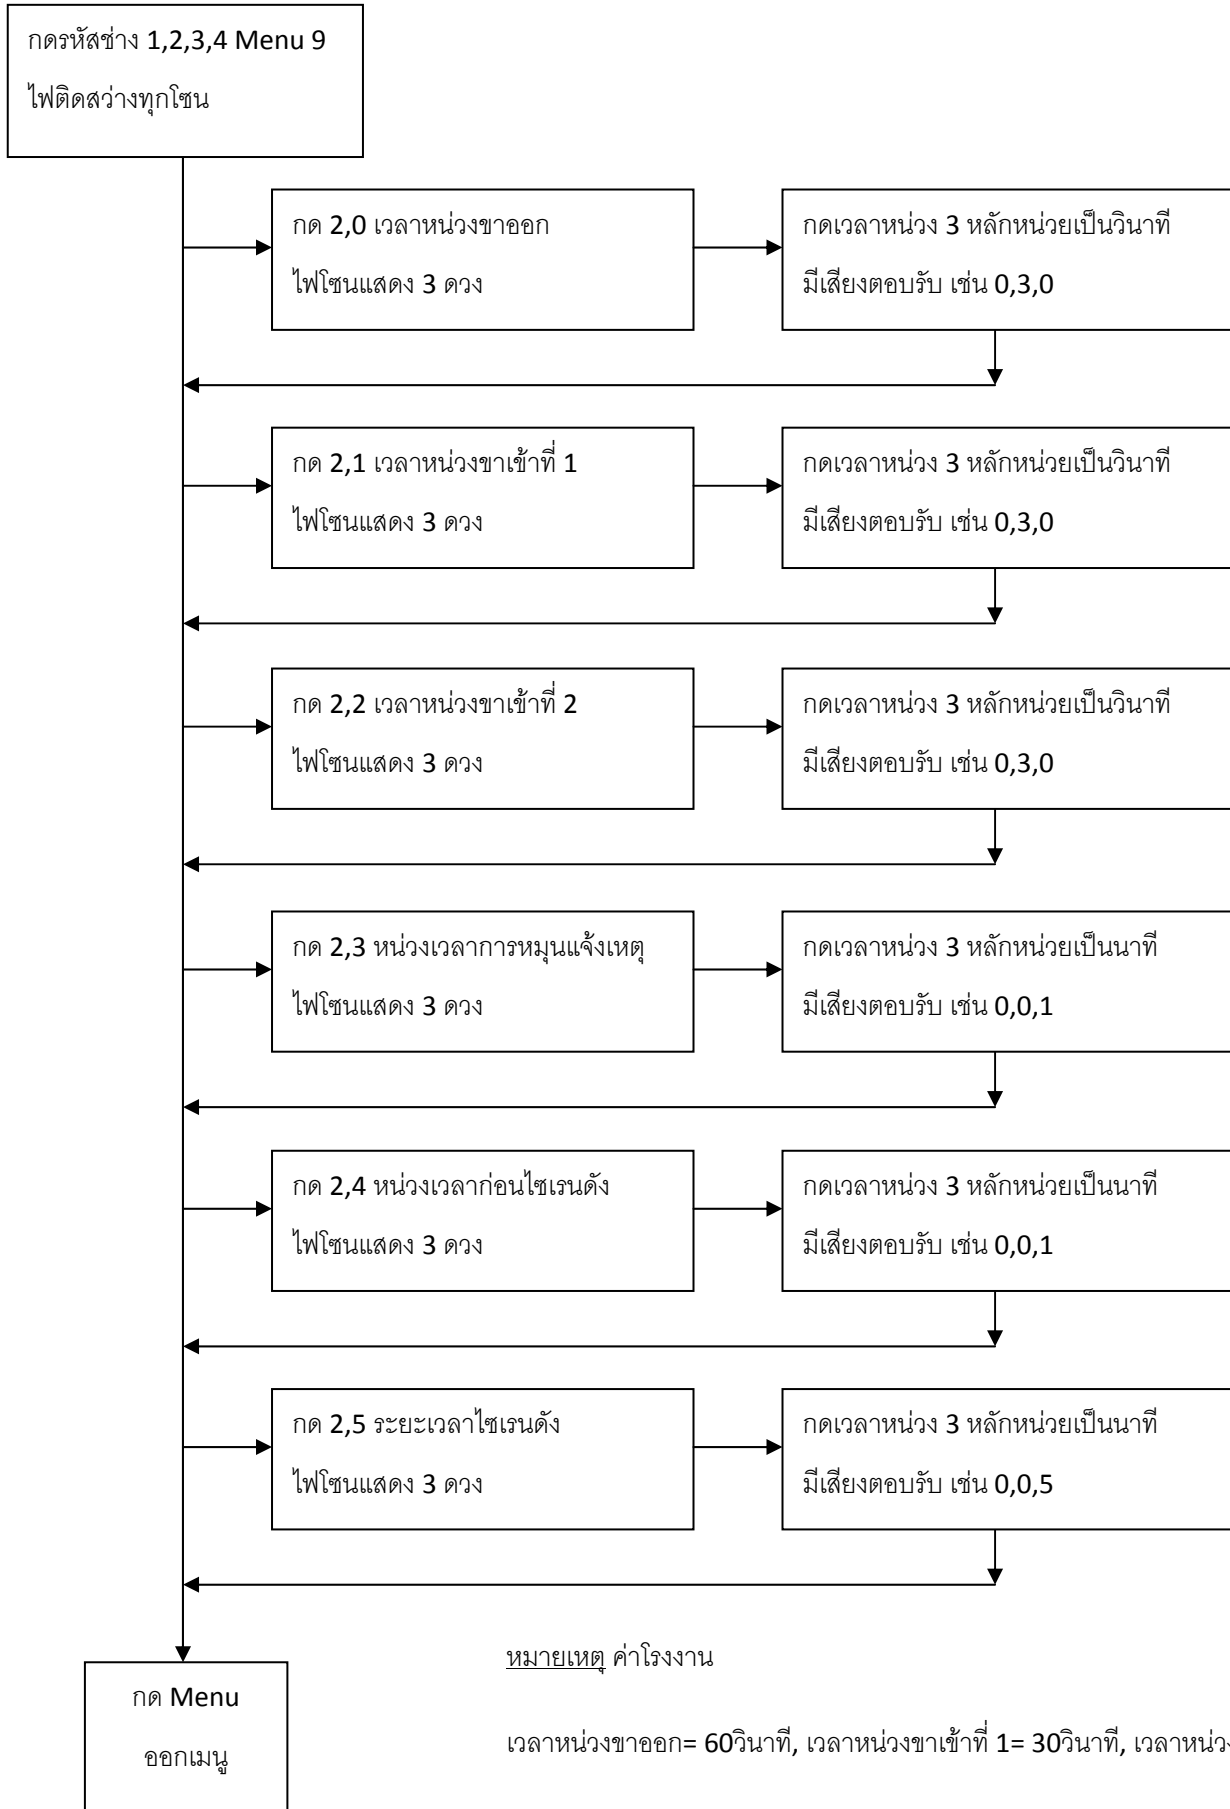 กดรหัสช่าง 1,2,3,4 Menu 9
ไฟติดสว่างทุกโซน
กด 2,0 เวลาหน่วงขาออก
ไฟโซนแสดง 3 ดวง
กดเวลาหน่วง 3 หลักหน่วยเป็นวินาที
มีเสียงตอบรับ เช่น 0,3,0
กด 2,1 เวลาหน่วงขาเข้าที่ 1
ไฟโซนแสดง 3 ดวง
กดเวลาหน่วง 3 หลักหน่วยเป็นวินาที
มีเสียงตอบรับ เช่น 0,3,0
กด 2,2 เวลาหน่วงขาเข้าที่ 2
ไฟโซนแสดง 3 ดวง
กดเวลาหน่วง 3 หลักหน่วยเป็นวินาที
มีเสียงตอบรับ เช่น 0,3,0
กด 2,3 หน่วงเวลาการหมุนแจ้งเหตุ
ไฟโซนแสดง 3 ดวง
กดเวลาหน่วง 3 หลักหน่วยเป็นนาที
มีเสียงตอบรับ เช่น 0,0,1
กด 2,4 หน่วงเวลาก่อนไซเรนดัง
ไฟโซนแสดง 3 ดวง
กดเวลาหน่วง 3 หลักหน่วยเป็นนาที
มีเสียงตอบรับ เช่น 0,0,1
กด 2,5 ระยะเวลาไซเรนดัง
ไฟโซนแสดง 3 ดวง
กดเวลาหน่วง 3 หลักหน่วยเป็นนาที
มีเสียงตอบรับ เช่น 0,0,5
หมายเหตุ ค่าโรงงาน
กด Menu
ออกเมนู
เวลาหน่วงขาออก= 60วินาที, เวลาหน่วงขาเข้าที่ 1= 30วินาที, เวลาหน่วง